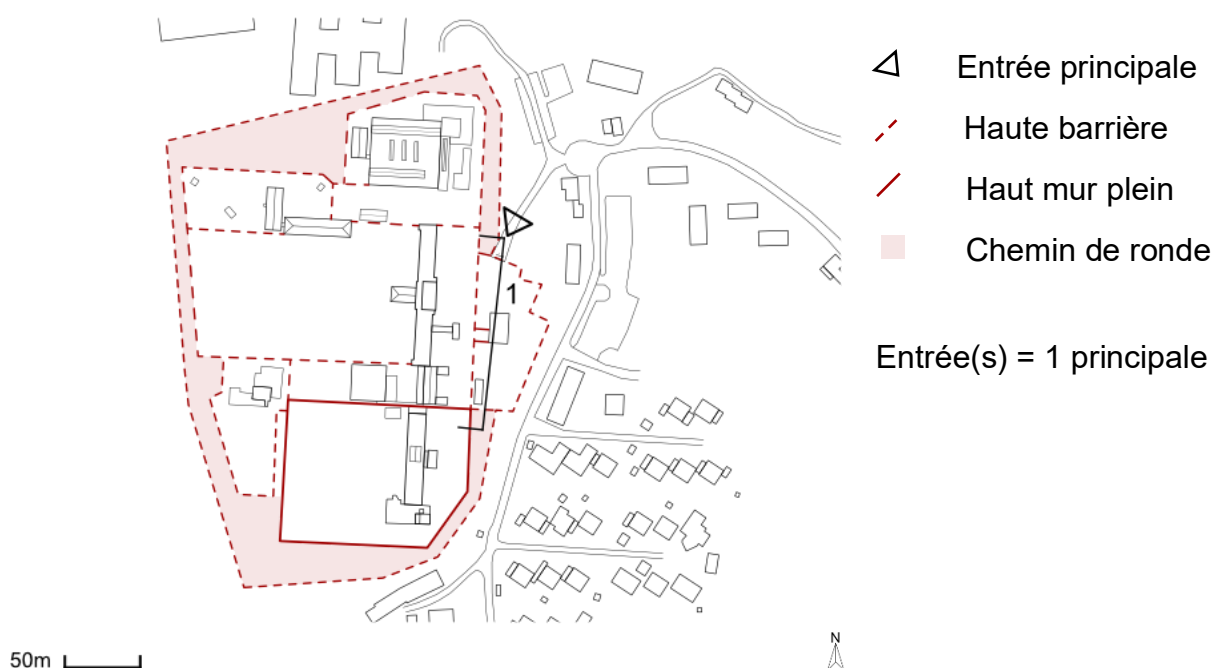 Entrée principale
Haute barrière
Haut mur plein
Chemin de ronde
1
Entrée(s) = 1 principale
50m
N